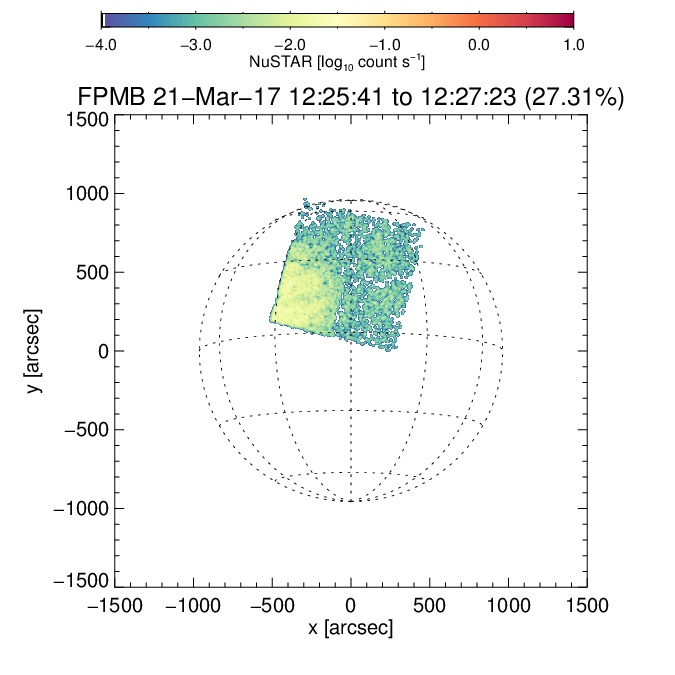 −4.0 −3.0 −2.0 −1.0 0.0 1.0
NuSTAR [log₁₀ count s⁻¹]
FPMB 21−Mar−17 12:25:41 to 12:27:23 (27.31%)
1500
1000
500
0
−500
−1000
−1500
y [arcsec]
−1500 −1000 −500 0 500 1000 1500
x [arcsec]